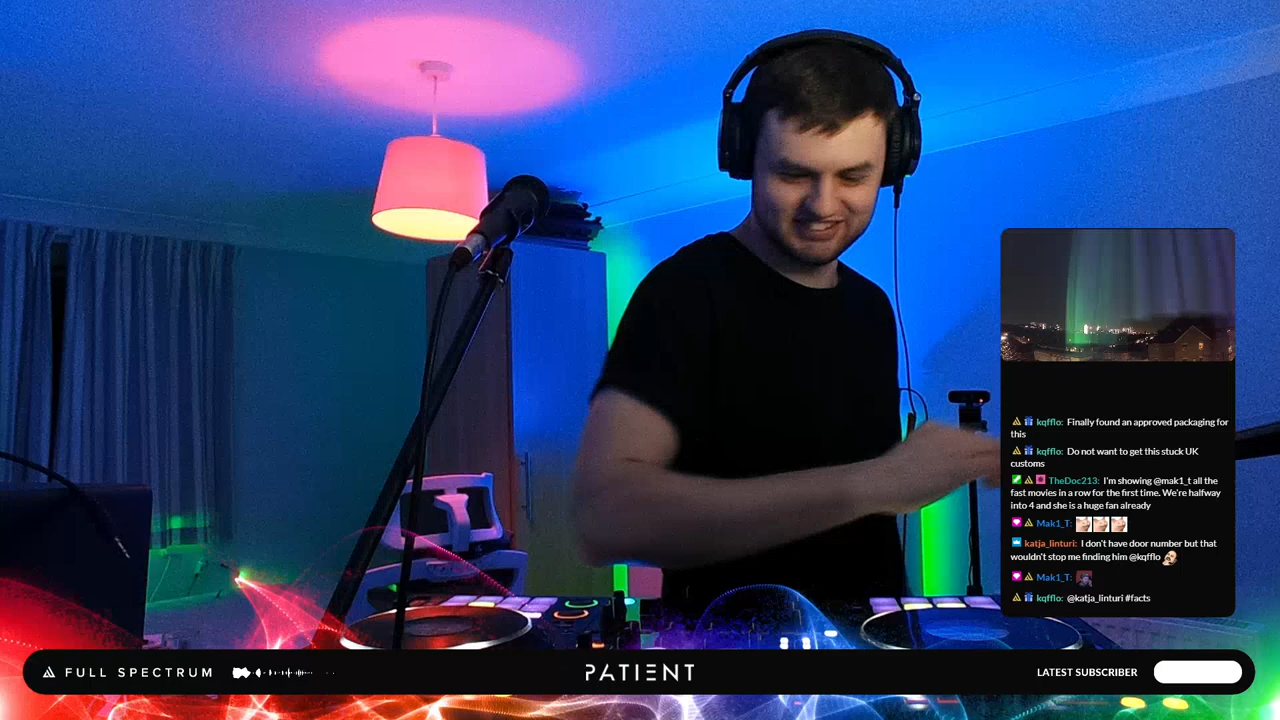 kqfflo: Finally found an approved packaging for
this
kqfflo: Do not want to get this stuck UK
customs
TheDoc213: I'm showing @mak1_t all the
fast movies in a row for the first time. We're halfway
into 4 and she is a huge fan already
Mak1_T:
katja_linturi: I don't have door number but that
wouldn't stop me finding him @kqfflo
Mak1_T:
kqfflo: @katja_linturi #facts
FULL SPECTRUM
PATIENT
LATEST SUBSCRIBER